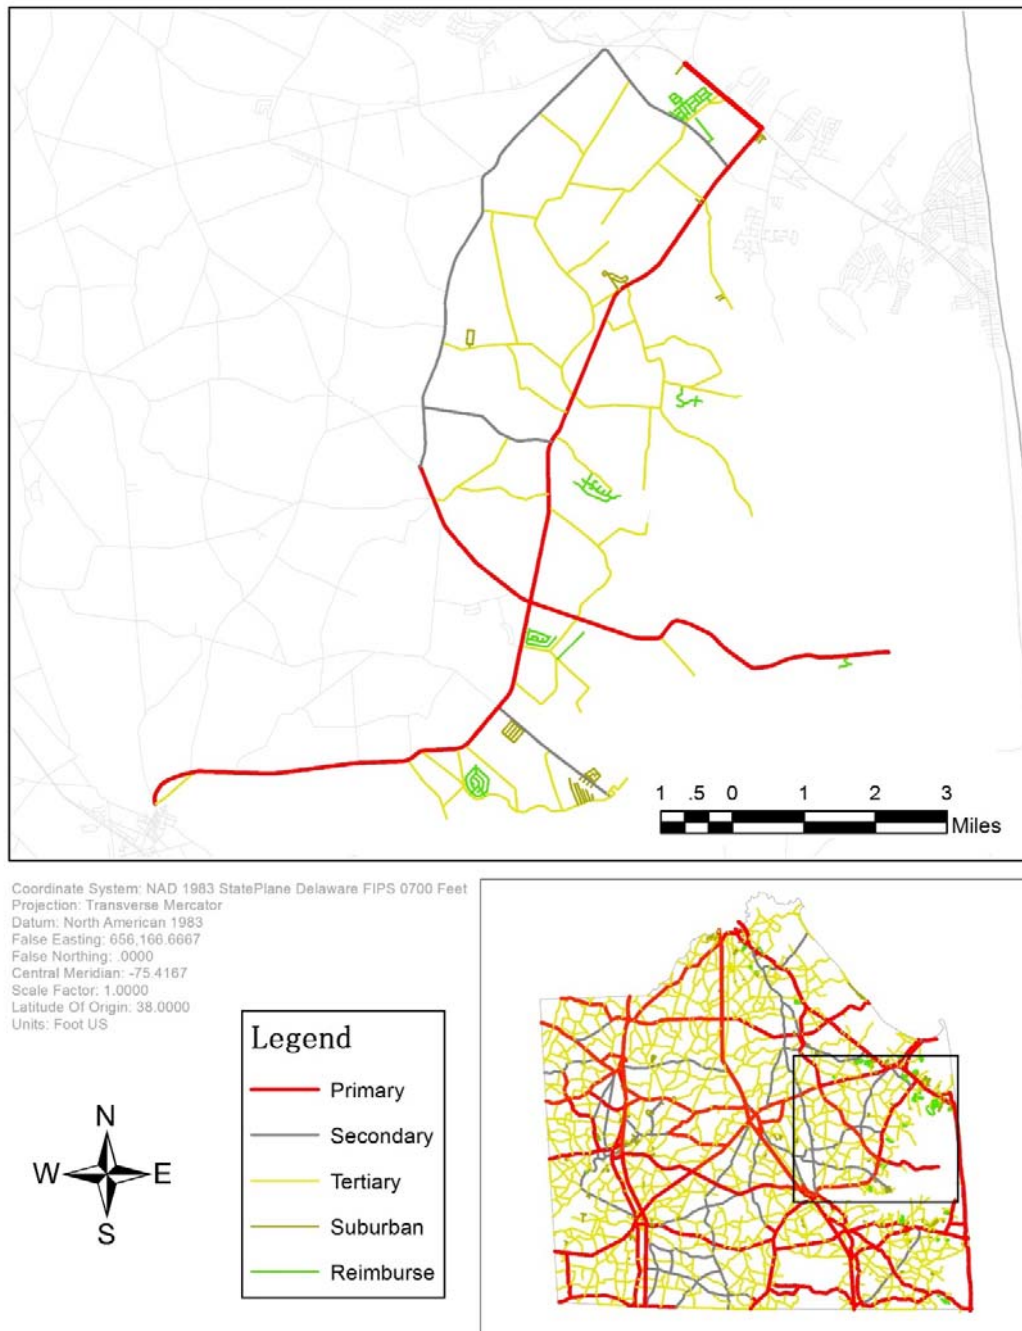 1 .5 0 1 2 3
Miles
Coordinate System: NAD 1983 StatePlane Delaware FIPS 0700 Feet
Projection: Transverse Mercator
Datum: North American 1983
False Easting: 656,166.6667
False Northing: .0000
Central Meridian: -75.4167
Scale Factor: 1.0000
Latitude Of Origin: 38.0000
Units: Foot US
N
W E
S
Legend
Primary
Secondary
Tertiary
Suburban
Reimburse